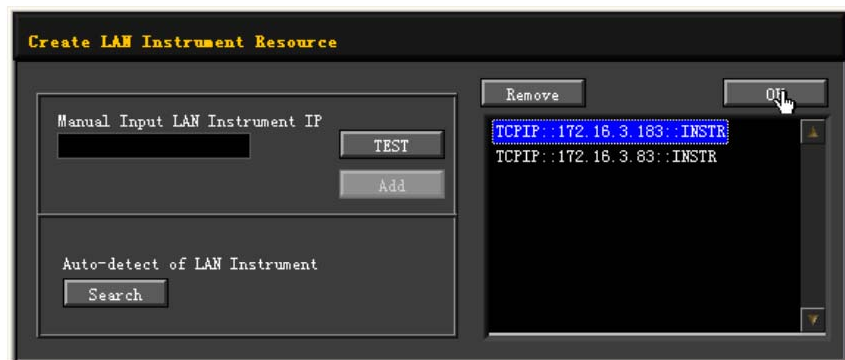 Create LAN Instrument Resource
Remove
OK
Manual Input LAN Instrument IP
TEST
Add
TCPIP::172.16.3.183::INSTR
TCPIP::172.16.3.83::INSTR
Auto-detect of LAN Instrument
Search